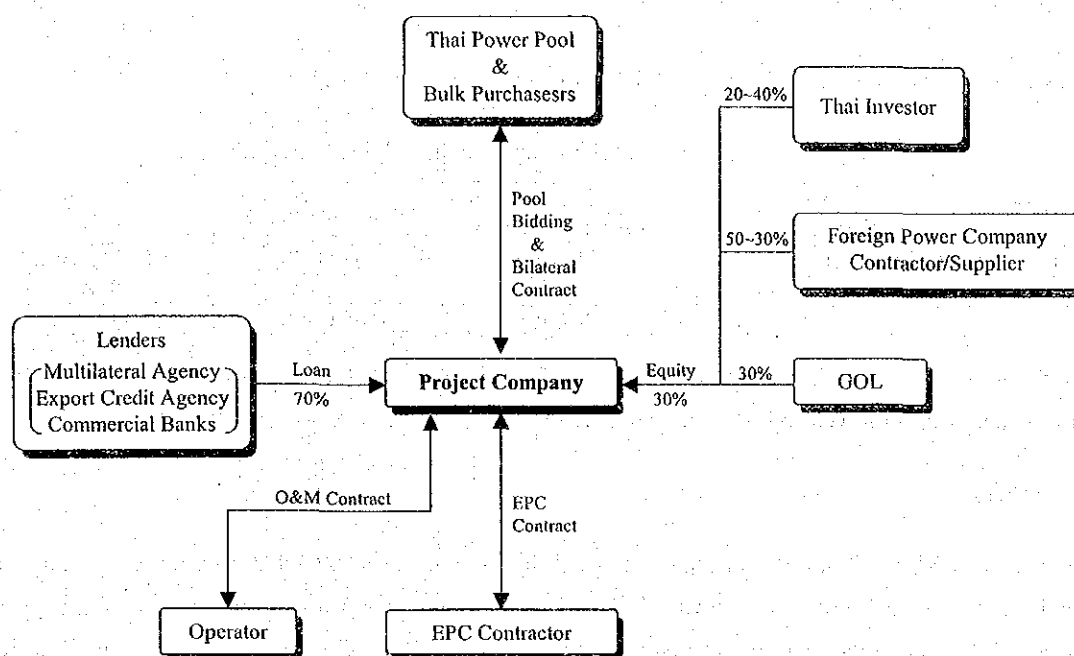 Thai Power Pool
&
Bulk Purchasesrs
20~40%
Thai Investor
Pool
Bidding
&
Bilateral
Contract
50~30%
Foreign Power Company
Contractor/Supplier
Lenders
Multilateral Agency
Export Credit Agency
Commercial Banks
Loan
70%
Project Company
Equity
30%
30%
GOL
O&M Contract
EPC
Contract
Operator
EPC Contractor